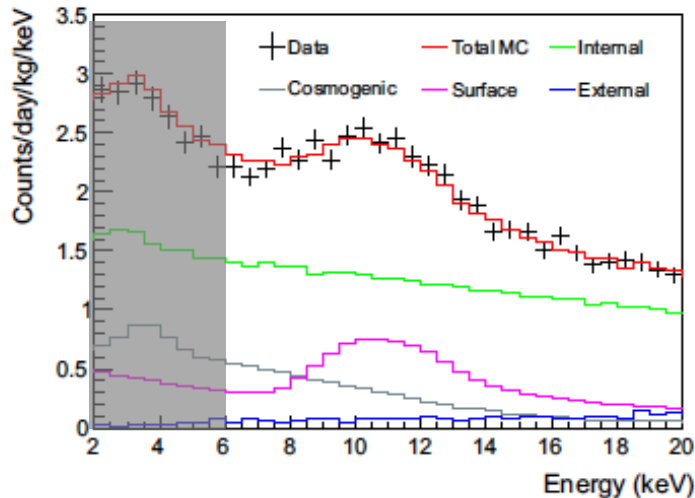 Counts/day/kg/keV
3.5
3
2.5
2
1.5
1
0.5
0
Data Total MC Internal
Cosmogenic Surface External
2 4 6 8 10 12 14 16 18 20
Energy (keV)